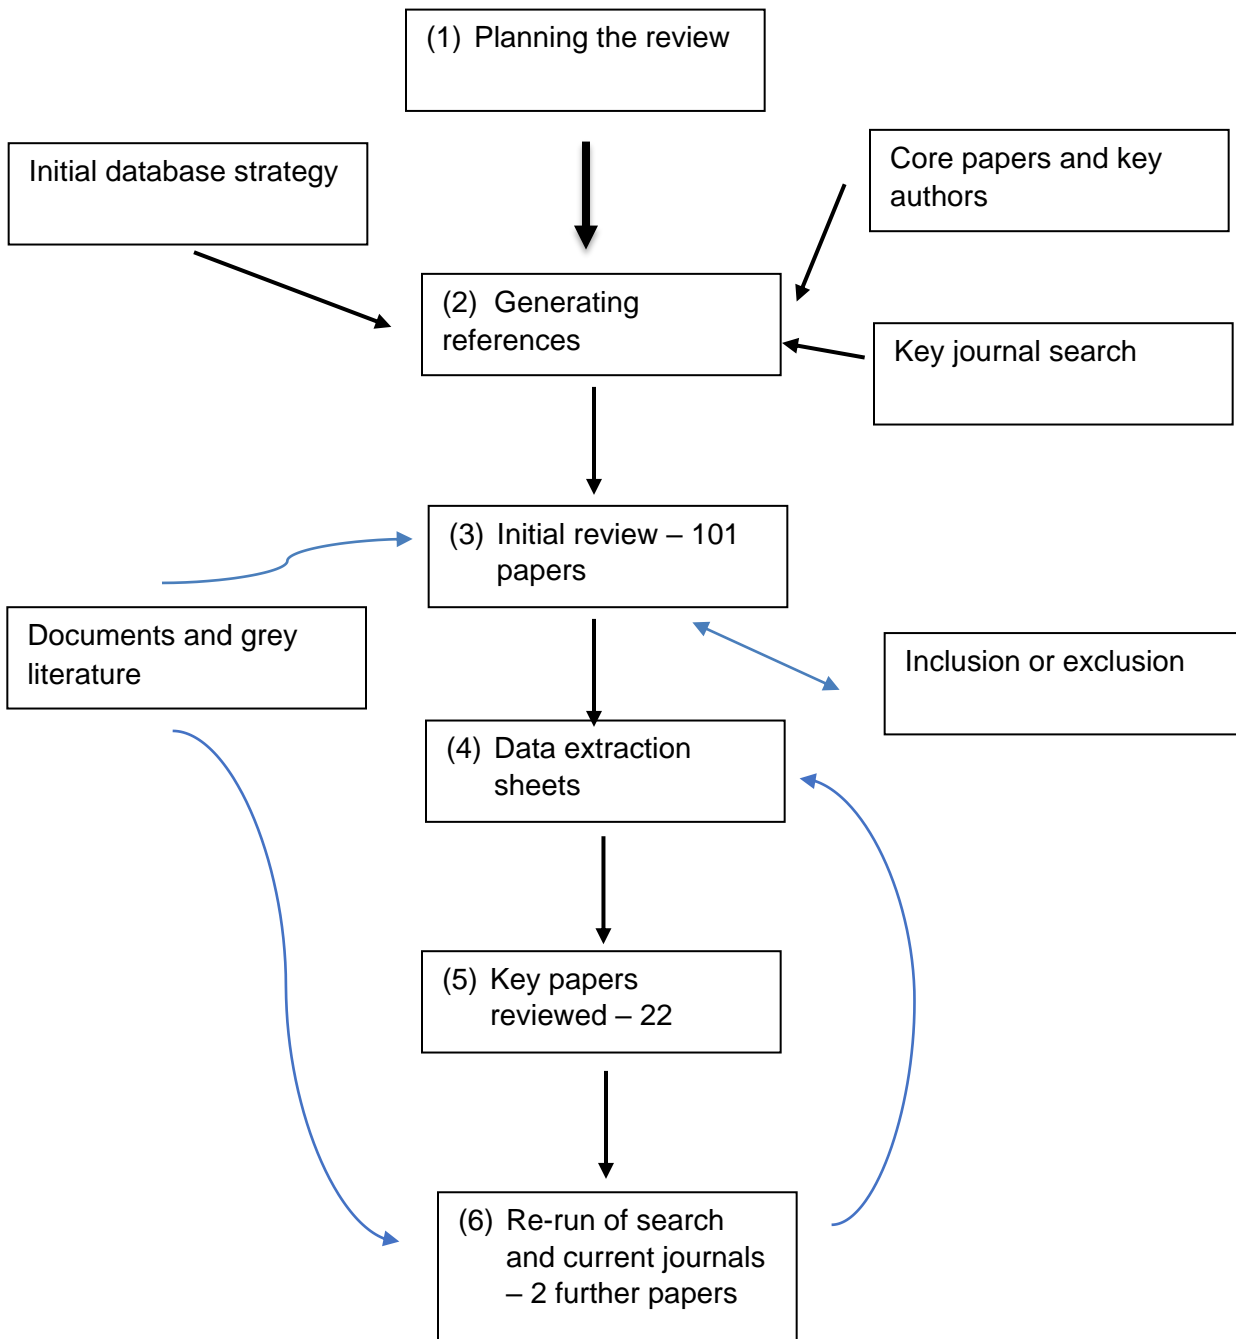 (1) Planning the review
Initial database strategy
Core papers and key
authors
(2) Generating
references
Key journal search
(3) Initial review – 101
papers
Documents and grey
literature
Inclusion or exclusion
(4) Data extraction
sheets
(5) Key papers
reviewed – 22
(6) Re-run of search
and current journals
– 2 further papers